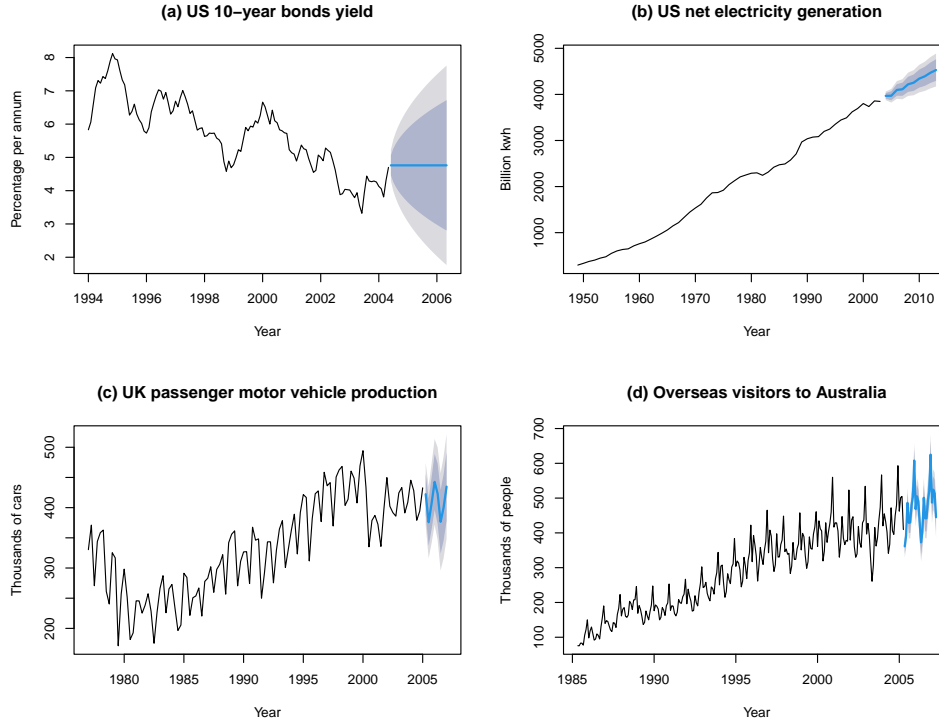 (a) US 10−year bonds yield
Percentage per annum
8
7
6
5
4
3
2
1994 1996 1998 2000 2002 2004 2006
Year
(b) US net electricity generation
Billion kwh
5000
4000
3000
2000
1000
1950 1960 1970 1980 1990 2000 2010
Year
(c) UK passenger motor vehicle production
Thousands of cars
500
400
300
200
1980 1985 1990 1995 2000 2005
Year
(d) Overseas visitors to Australia
Thousands of people
700
600
500
400
300
200
100
1985 1990 1995 2000 2005
Year